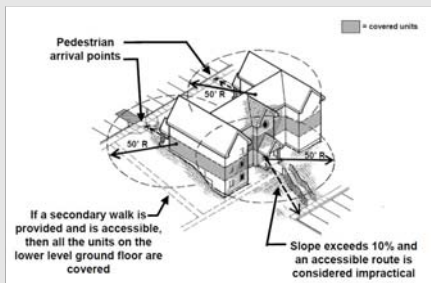 = covered units
Pedestrian
arrival points
50' R
50' R
50' R
If a secondary walk is
provided and is accessible,
then all the units on the
lower level ground floor are
covered
Slope exceeds 10% and
an accessible route is
considered impractical